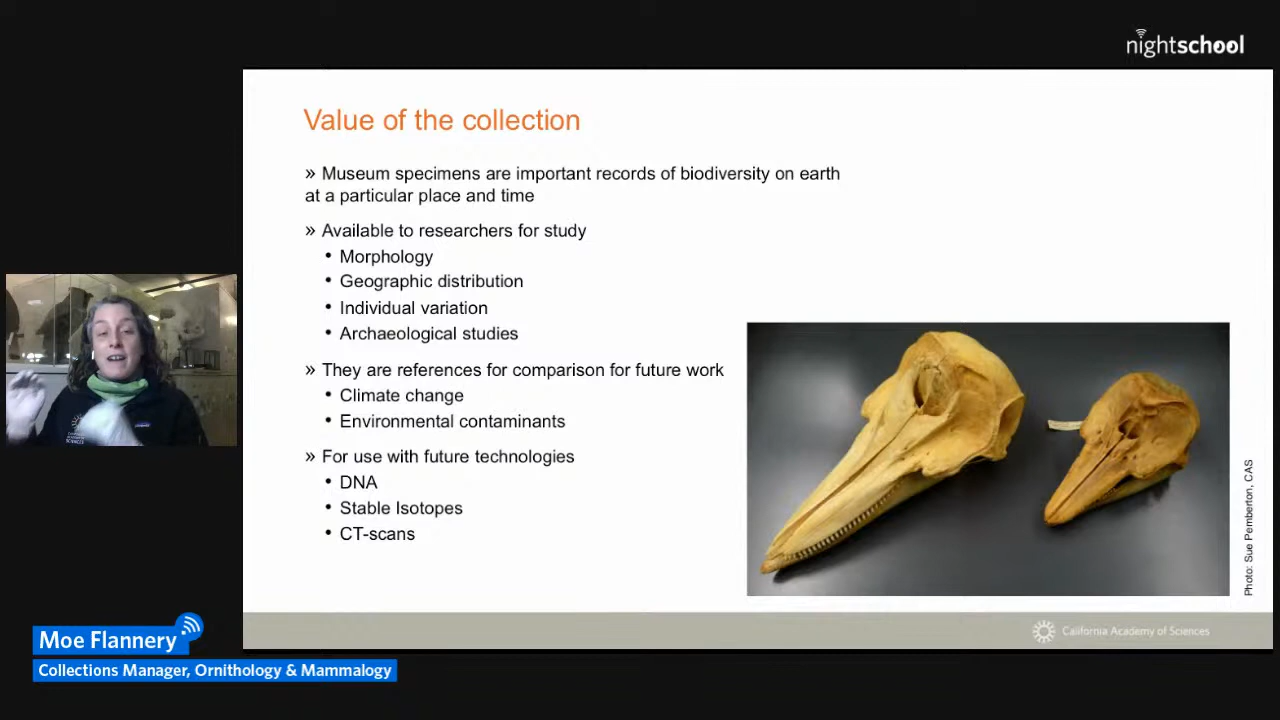 nightschool
Value of the collection
» Museum specimens are important records of biodiversity on earth
at a particular place and time
» Available to researchers for study
• Morphology
• Geographic distribution
• Individual variation
• Archaeological studies
» They are references for comparison for future work
• Climate change
• Environmental contaminants
» For use with future technologies
• DNA
• Stable Isotopes
• CT-scans
Photo: Sue Pemberton, CAS
California Academy of Sciences
Moe Flannery
Collections Manager, Ornithology & Mammalogy